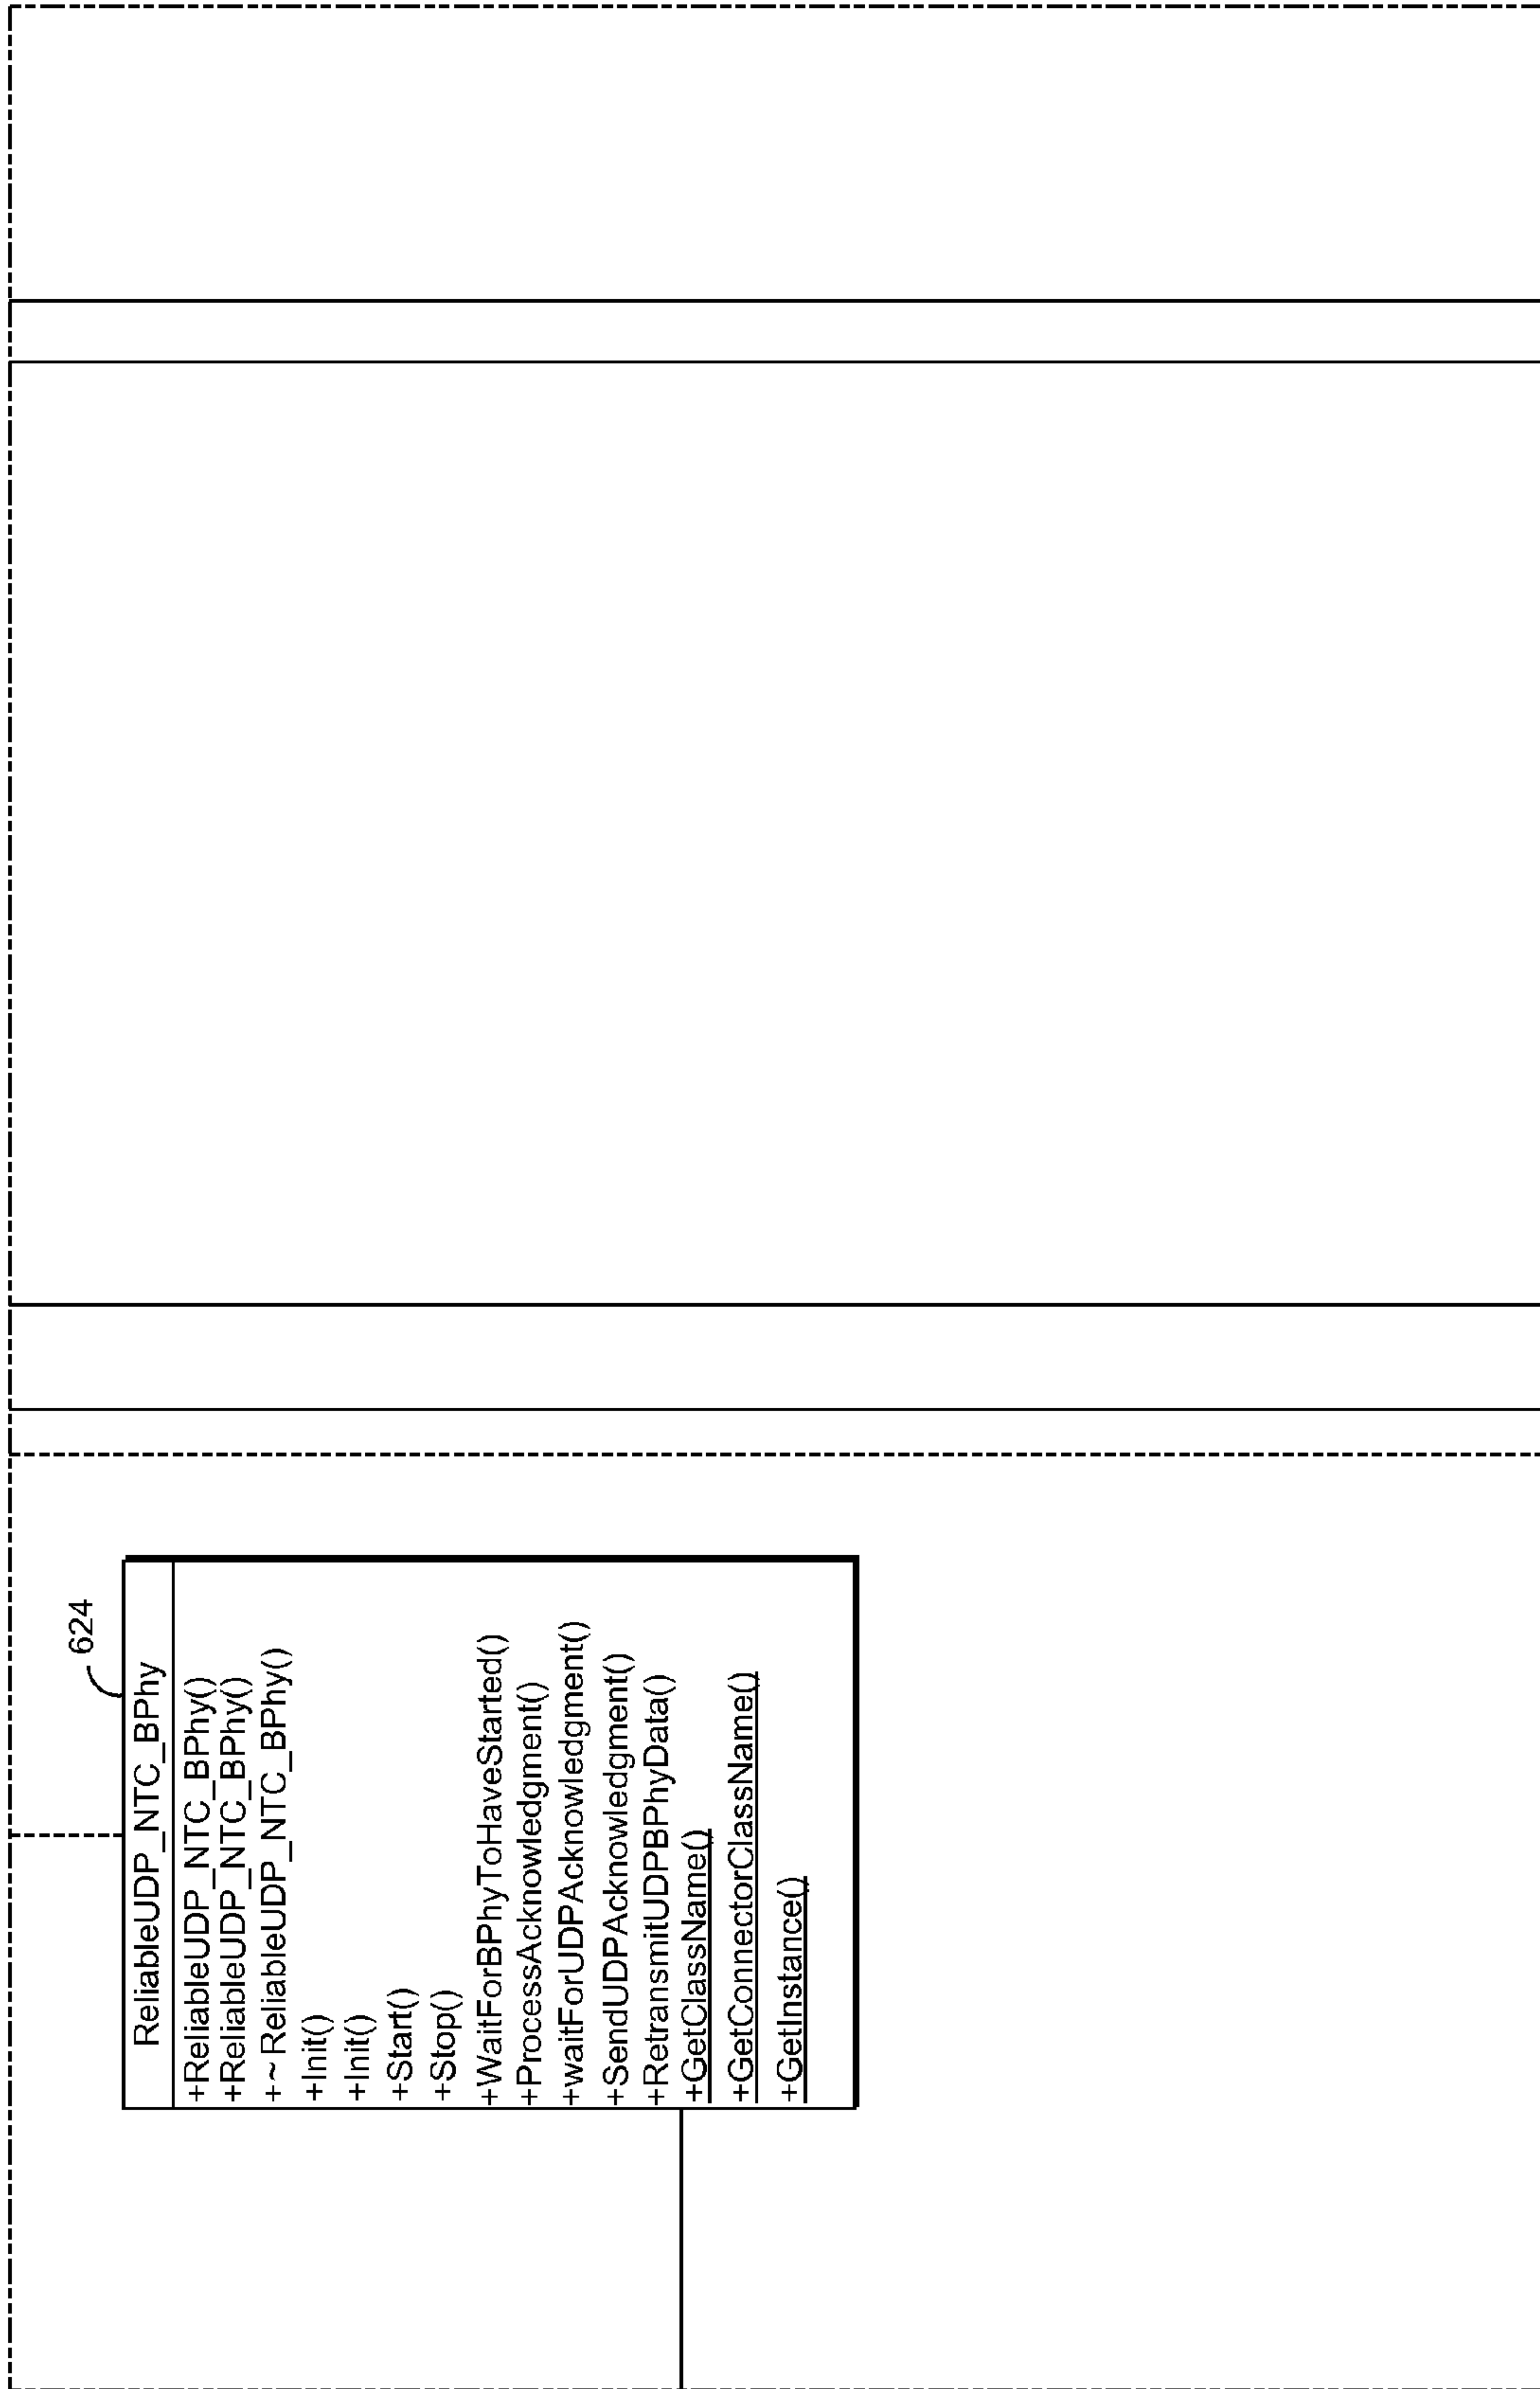 624
ReliableUDP_NTC_BPhy
+ReliableUDP_NTC_BPhy()
+ReliableUDP_NTC_BPhy()
+~ReliableUDP_NTC_BPhy()
+Init()
+Init()
+Start()
+Stop()
+WaitForBPhyToHaveStarted()
+ProcessAcknowledgment()
+waitForUDPAcknowledgment()
+SendUDPAcknowledgment()
+RetransmitUDPBPhyData()
+GetClassName()
+GetConnectorClassName()
+GetInstance()